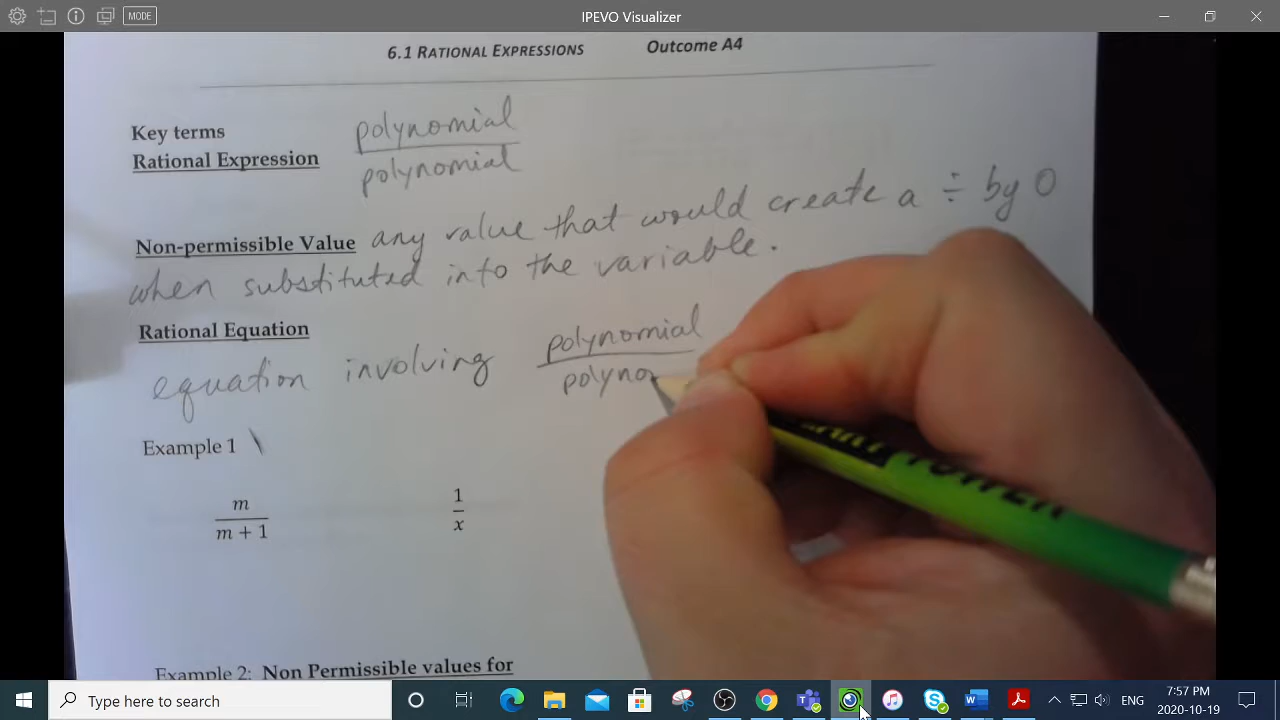 IPEVO Visualizer
MODE
6.1 RATIONAL EXPRESSIONS Outcome A4
Key terms
Rational Expression polynomial
polynomial
Non-permissible Value any value that would create a ÷ by 0
when substituted into the variable.
Rational Equation
equation involving polynomial
polyno
Example 1
m
m + 1
1
x
Example 2: Non Permissible values for
Type here to search
ENG
7:57 PM
2020-10-19